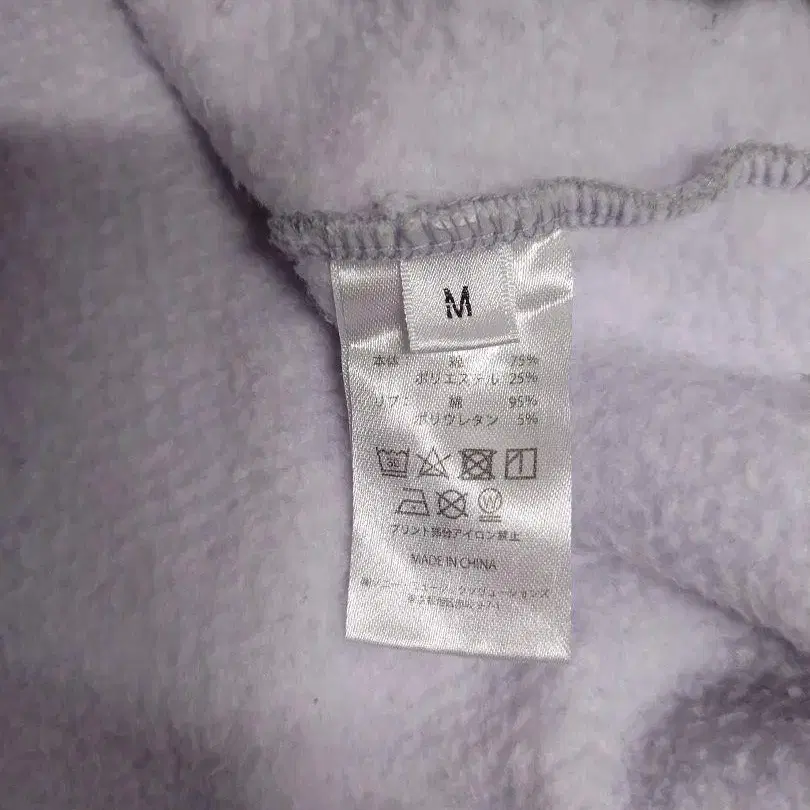 M
本体 綿 75%
ポリエステル 25%
リブ: 綿 95%
ポリウレタン 5%
プリント部分アイロン禁止
MADE IN CHINA